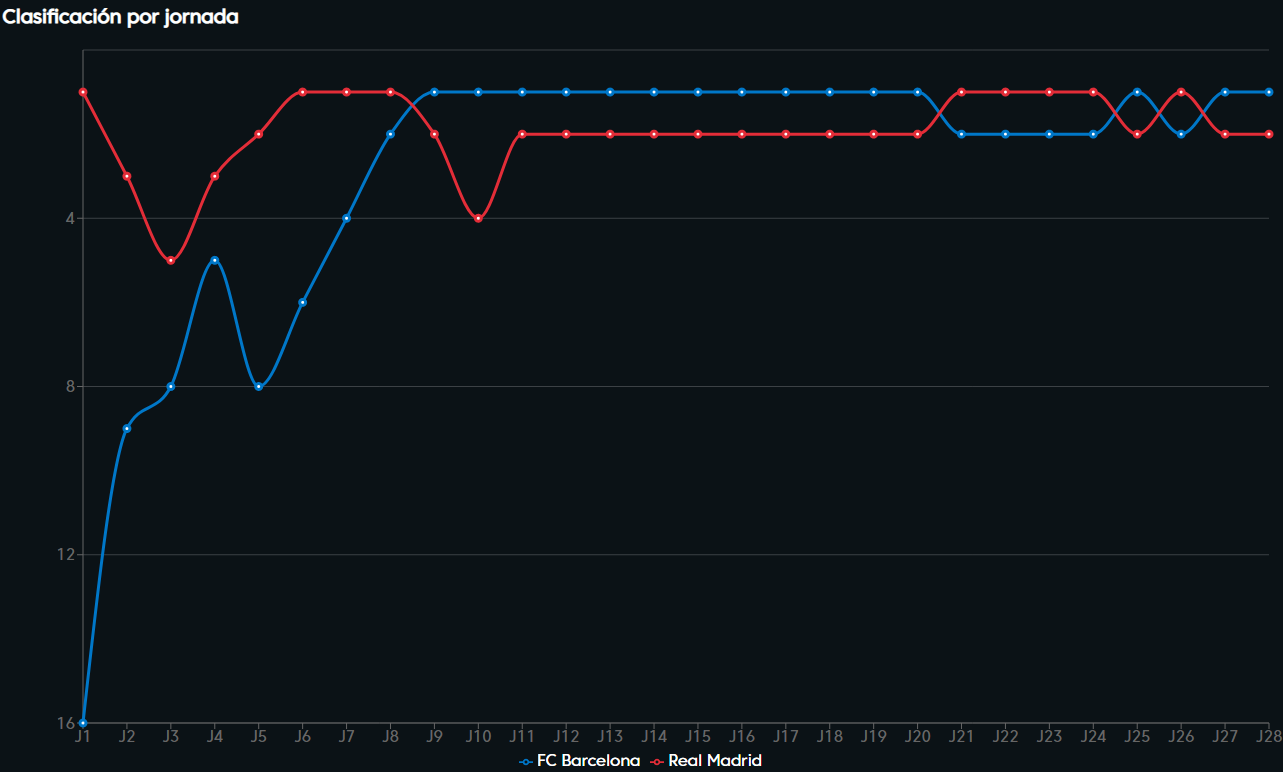 Clasificación por jornada
4
8
12
16
J1 J2 J3 J4 J5 J6 J7 J8 J9 J10 J11 J12 J13 J14 J15 J16 J17 J18 J19 J20 J21 J22 J23 J24 J25 J26 J27 J28
FC Barcelona Real Madrid